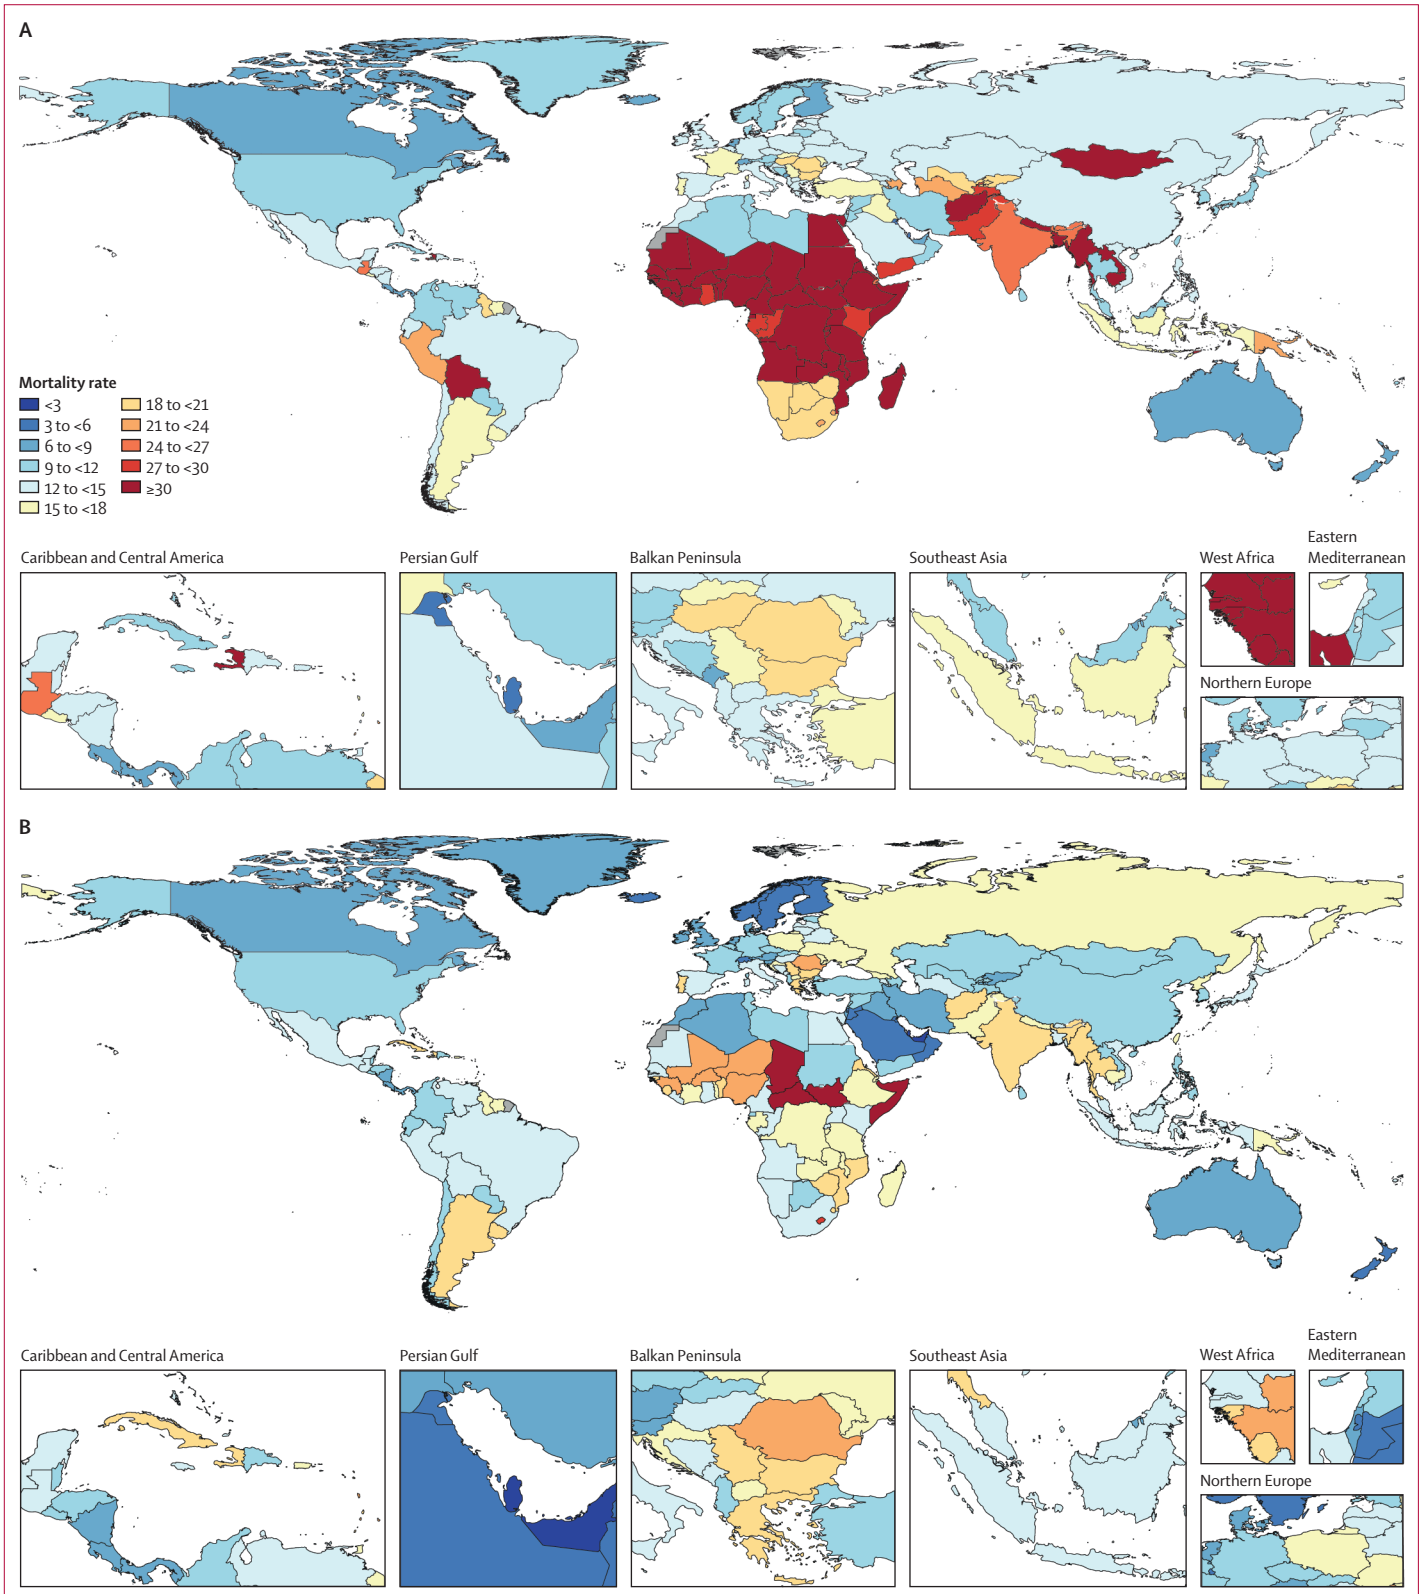 A
Mortality rate
<3
3 to <6
6 to <9
9 to <12
12 to <15
15 to <18
18 to <21
21 to <24
24 to <27
27 to <30
≥30
Caribbean and Central America
Persian Gulf
Balkan Peninsula
Southeast Asia
West Africa
Eastern
Mediterranean
Northern Europe
B
Caribbean and Central America
Persian Gulf
Balkan Peninsula
Southeast Asia
West Africa
Eastern
Mediterranean
Northern Europe